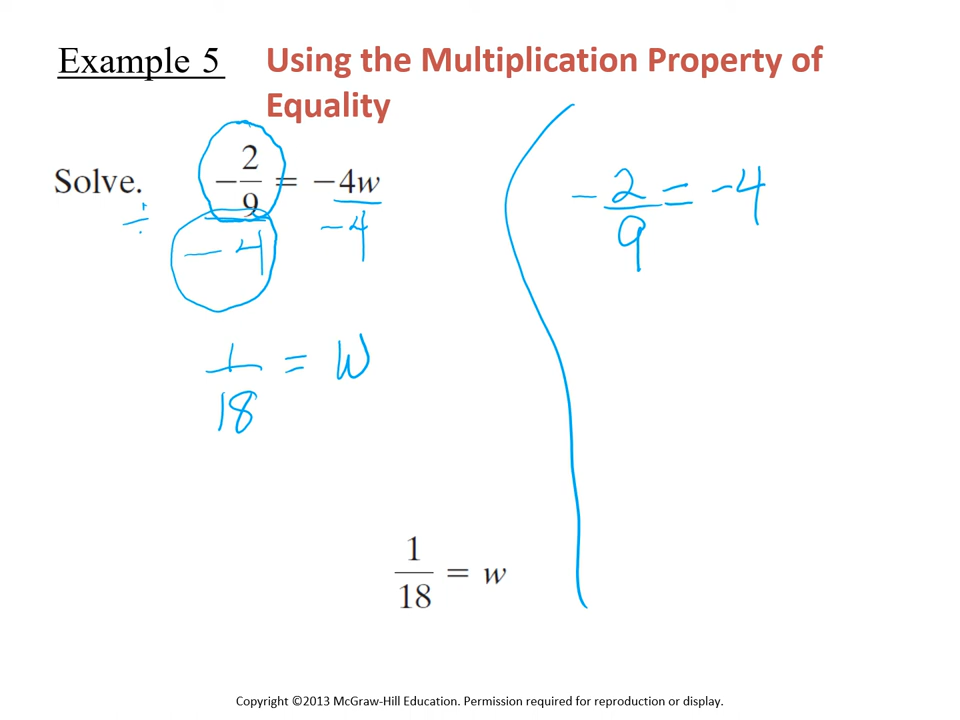 Example 5 Using the Multiplication Property of
Equality
Solve. -2/9 = -4w
÷ -4 -4
1/18 = W
-2/9 = -4
1/18 = w
Copyright ©2013 McGraw-Hill Education. Permission required for reproduction or display.